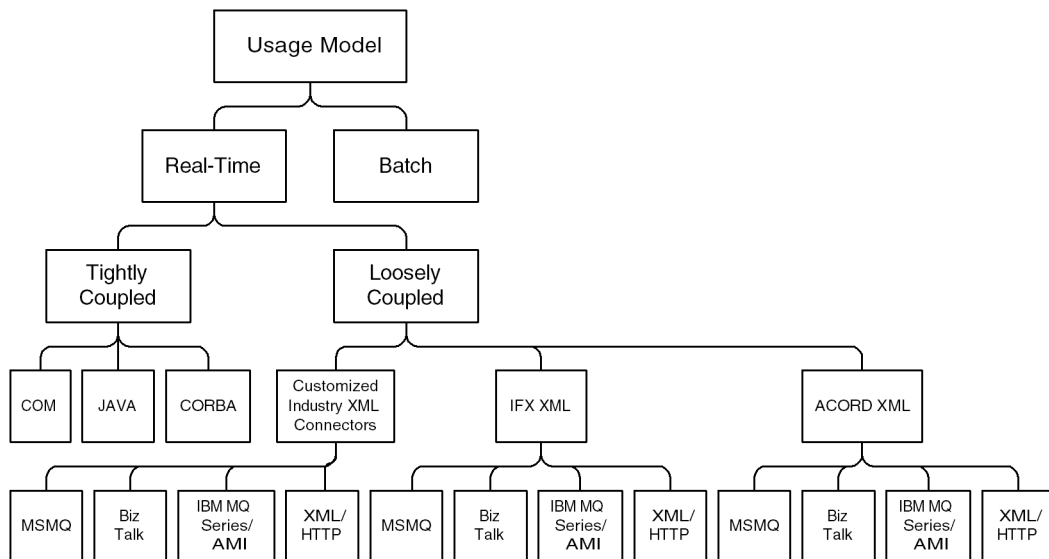 Usage Model
Real-Time
Batch
Tightly
Coupled
Loosely
Coupled
COM
JAVA
CORBA
Customized
Industry XML
Connectors
IFX XML
ACORD XML
MSMQ
Biz
Talk
IBM MQ
Series/
AMI
XML/
HTTP
MSMQ
Biz
Talk
IBM MQ
Series/
AMI
XML/
HTTP
MSMQ
Biz
Talk
IBM MQ
Series/
AMI
XML/
HTTP